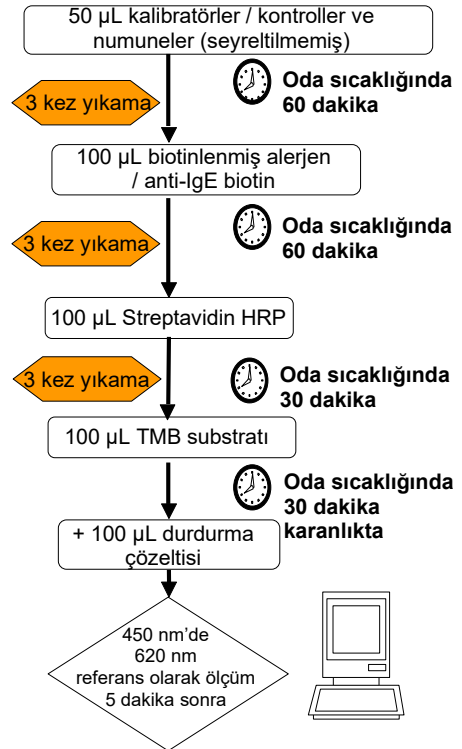 50 µL kalibratörler / kontroller ve
numuneler (seyreltilmemiş)
3 kez yıkama
Oda sıcaklığında
60 dakika
100 µL biotinlenmiş alerjen
/ anti-IgE biotin
3 kez yıkama
Oda sıcaklığında
60 dakika
100 µL Streptavidin HRP
3 kez yıkama
Oda sıcaklığında
30 dakika
100 µL TMB substratı
Oda sıcaklığında
30 dakika
karanlıkta
+ 100 µL durdurma
çözeltisi
450 nm’de
620 nm
referans olarak ölçüm
5 dakika sonra